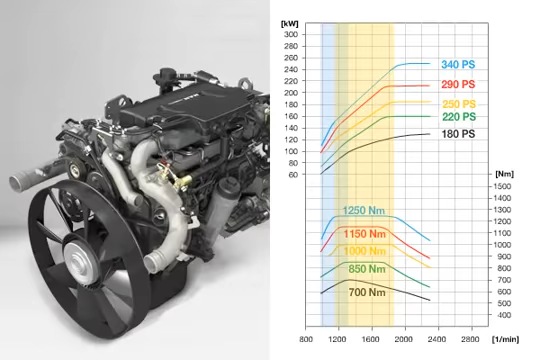 [kW]
300
280
260
240
220
200
180
160
140
120
100
80
60
340 PS
290 PS
250 PS
220 PS
180 PS
[Nm]
1500
1400
1300
1200
1100
1000
900
800
700
600
500
400
1250 Nm
1150 Nm
1000 Nm
850 Nm
700 Nm
800
1200
1600
2000
2400
2800
[1/min]